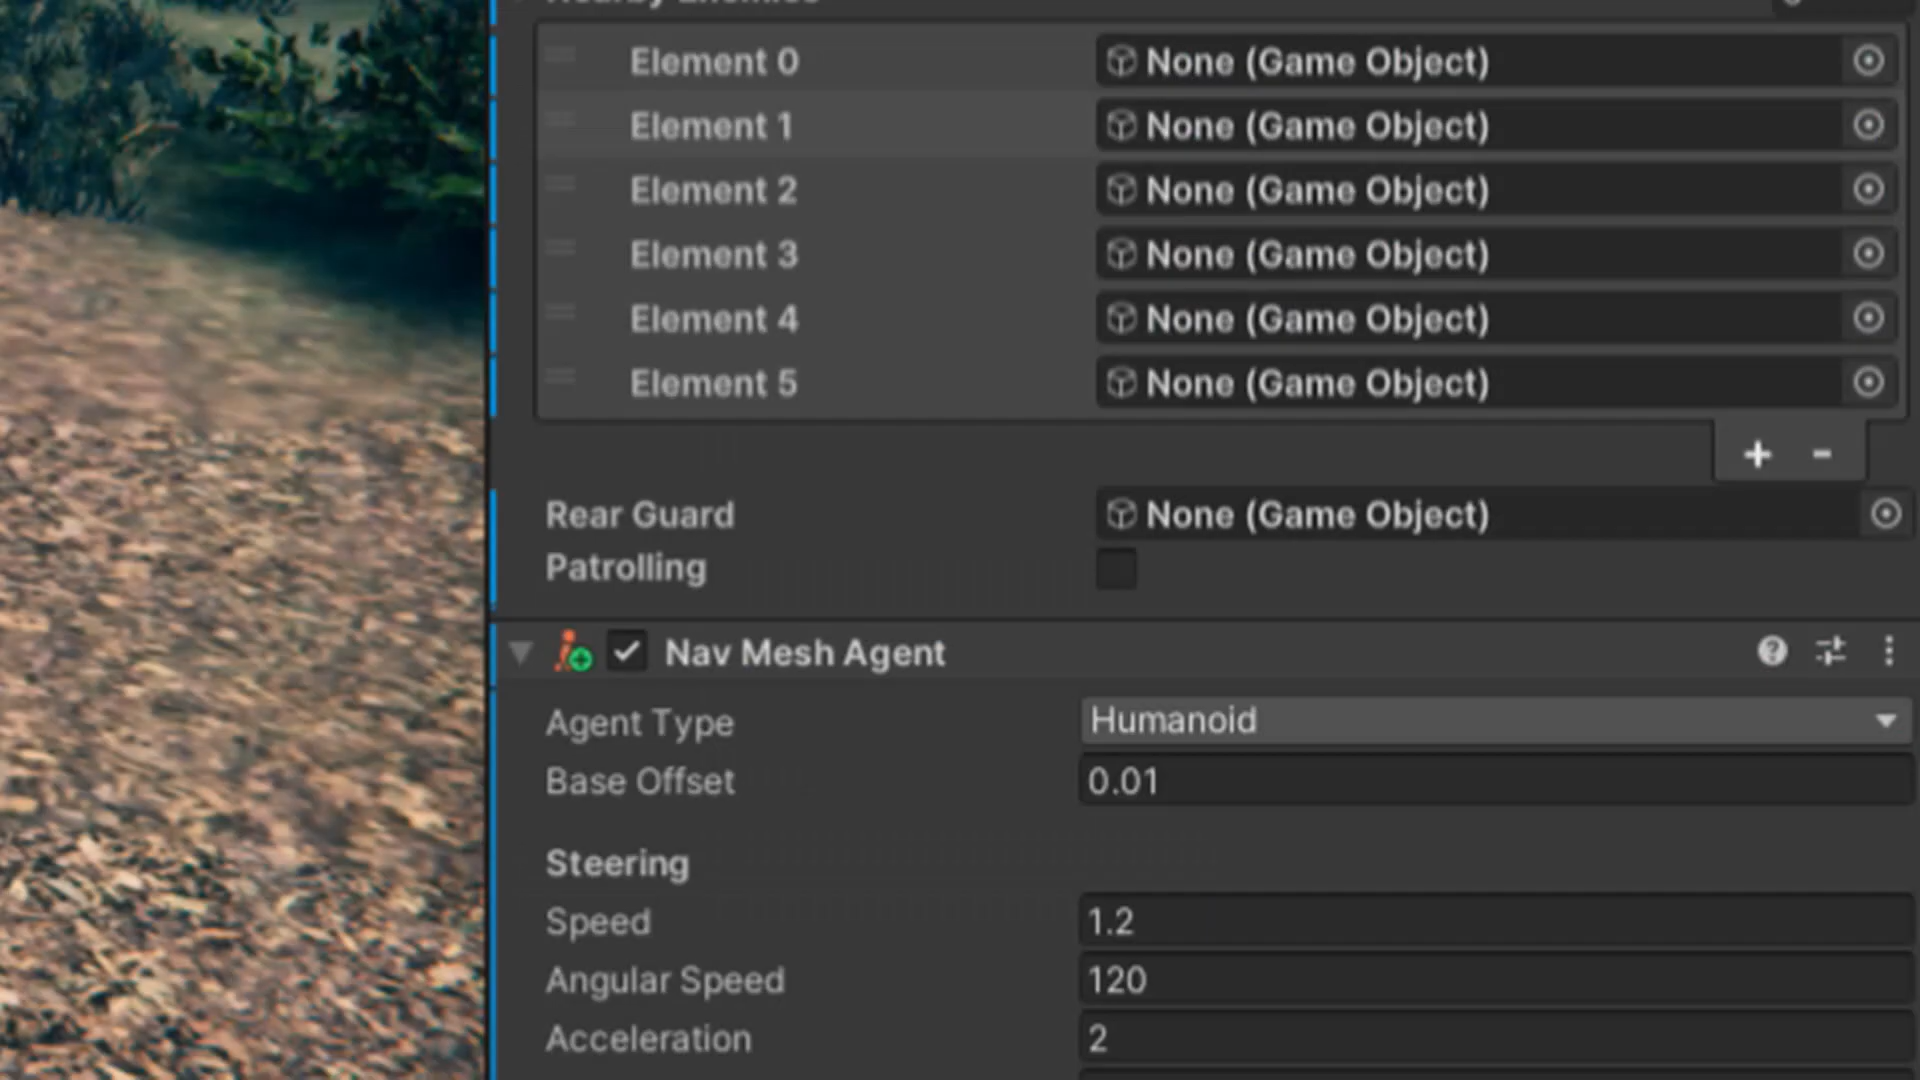 Nearby Enemies
Element 0 None (Game Object)
Element 1 None (Game Object)
Element 2 None (Game Object)
Element 3 None (Game Object)
Element 4 None (Game Object)
Element 5 None (Game Object)
+ -
Rear Guard None (Game Object)
Patrolling
Nav Mesh Agent
Agent Type Humanoid
Base Offset 0.01
Steering
Speed 1.2
Angular Speed 120
Acceleration 2